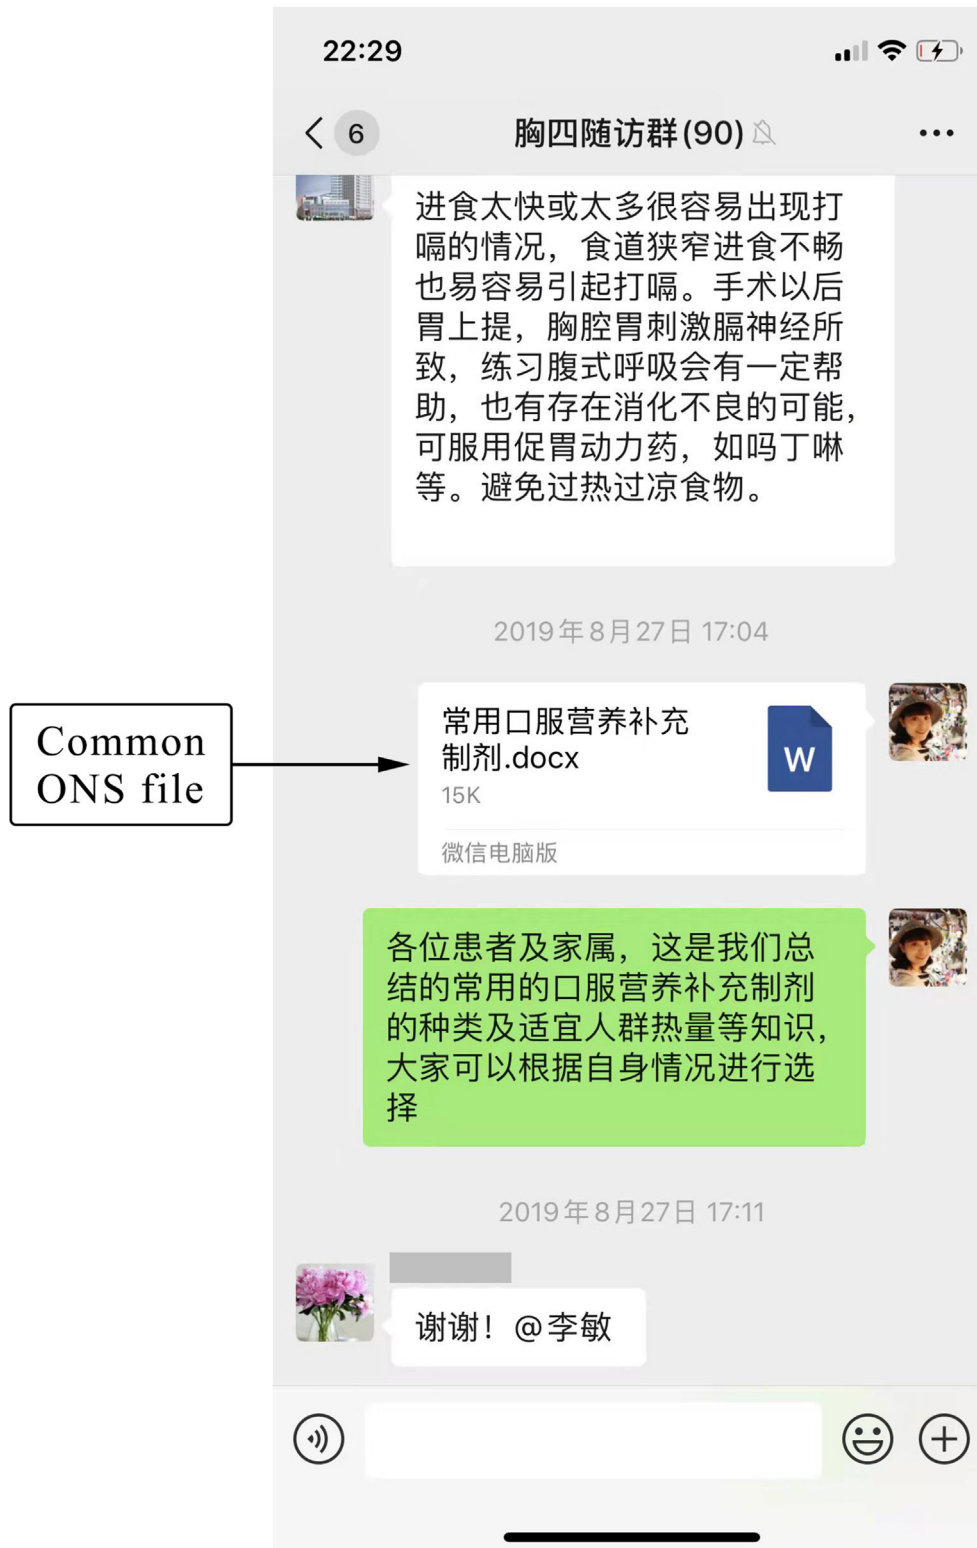 22:29
6
胸四随访群(90)
进食太快或太多很容易出现打
嗝的情况，食道狭窄进食不畅
也易容易引起打嗝。手术以后
胃上提，胸腔胃刺激膈神经所
致，练习腹式呼吸会有一定帮
助，也有存在消化不良的可能，
可服用促胃动力药，如吗丁啉
等。避免过热过凉食物。
2019年8月27日 17:04
Common
ONS file
常用口服营养补充
制剂.docx
W
15K
微信电脑版
各位患者及家属，这是我们总
结的常用的口服营养补充制剂
的种类及适宜人群热量等知识，
大家可以根据自身情况进行选
择
2019年8月27日 17:11
谢谢！@李敏